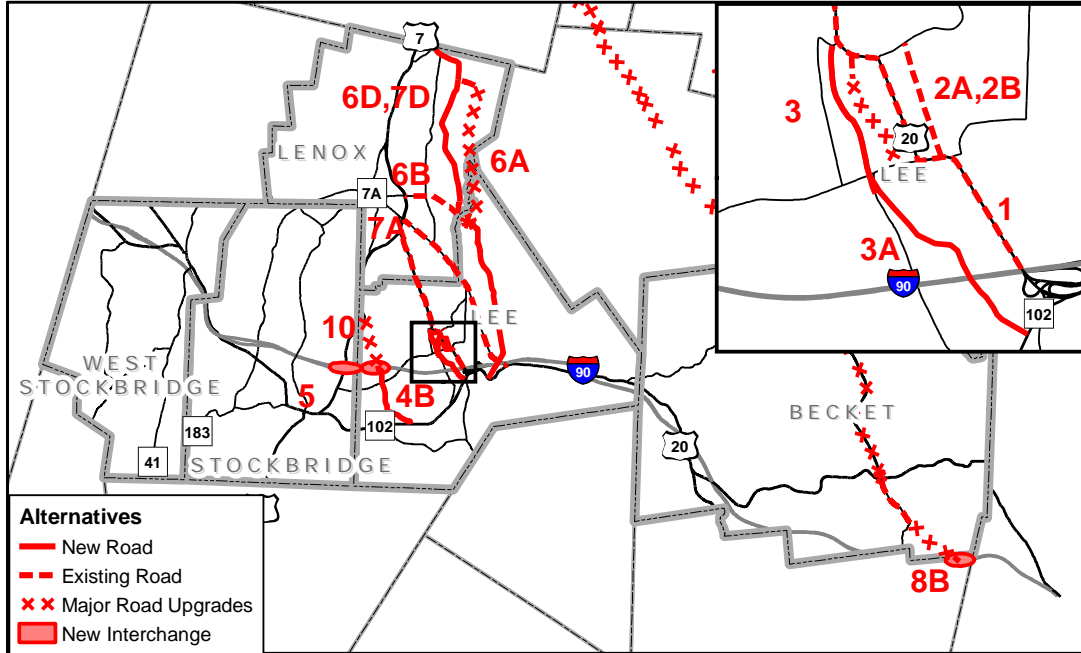 7
6D,7D
LENOX
6A
6B
7A
7A
LEE
10
WEST
STOCKBRIDGE
5
4B
90
183
102
20
41
STOCKBRIDGE
BECKET
8B
3
2A,2B
20
LEE
1
3A
90
102
Alternatives
New Road
Existing Road
Major Road Upgrades
New Interchange